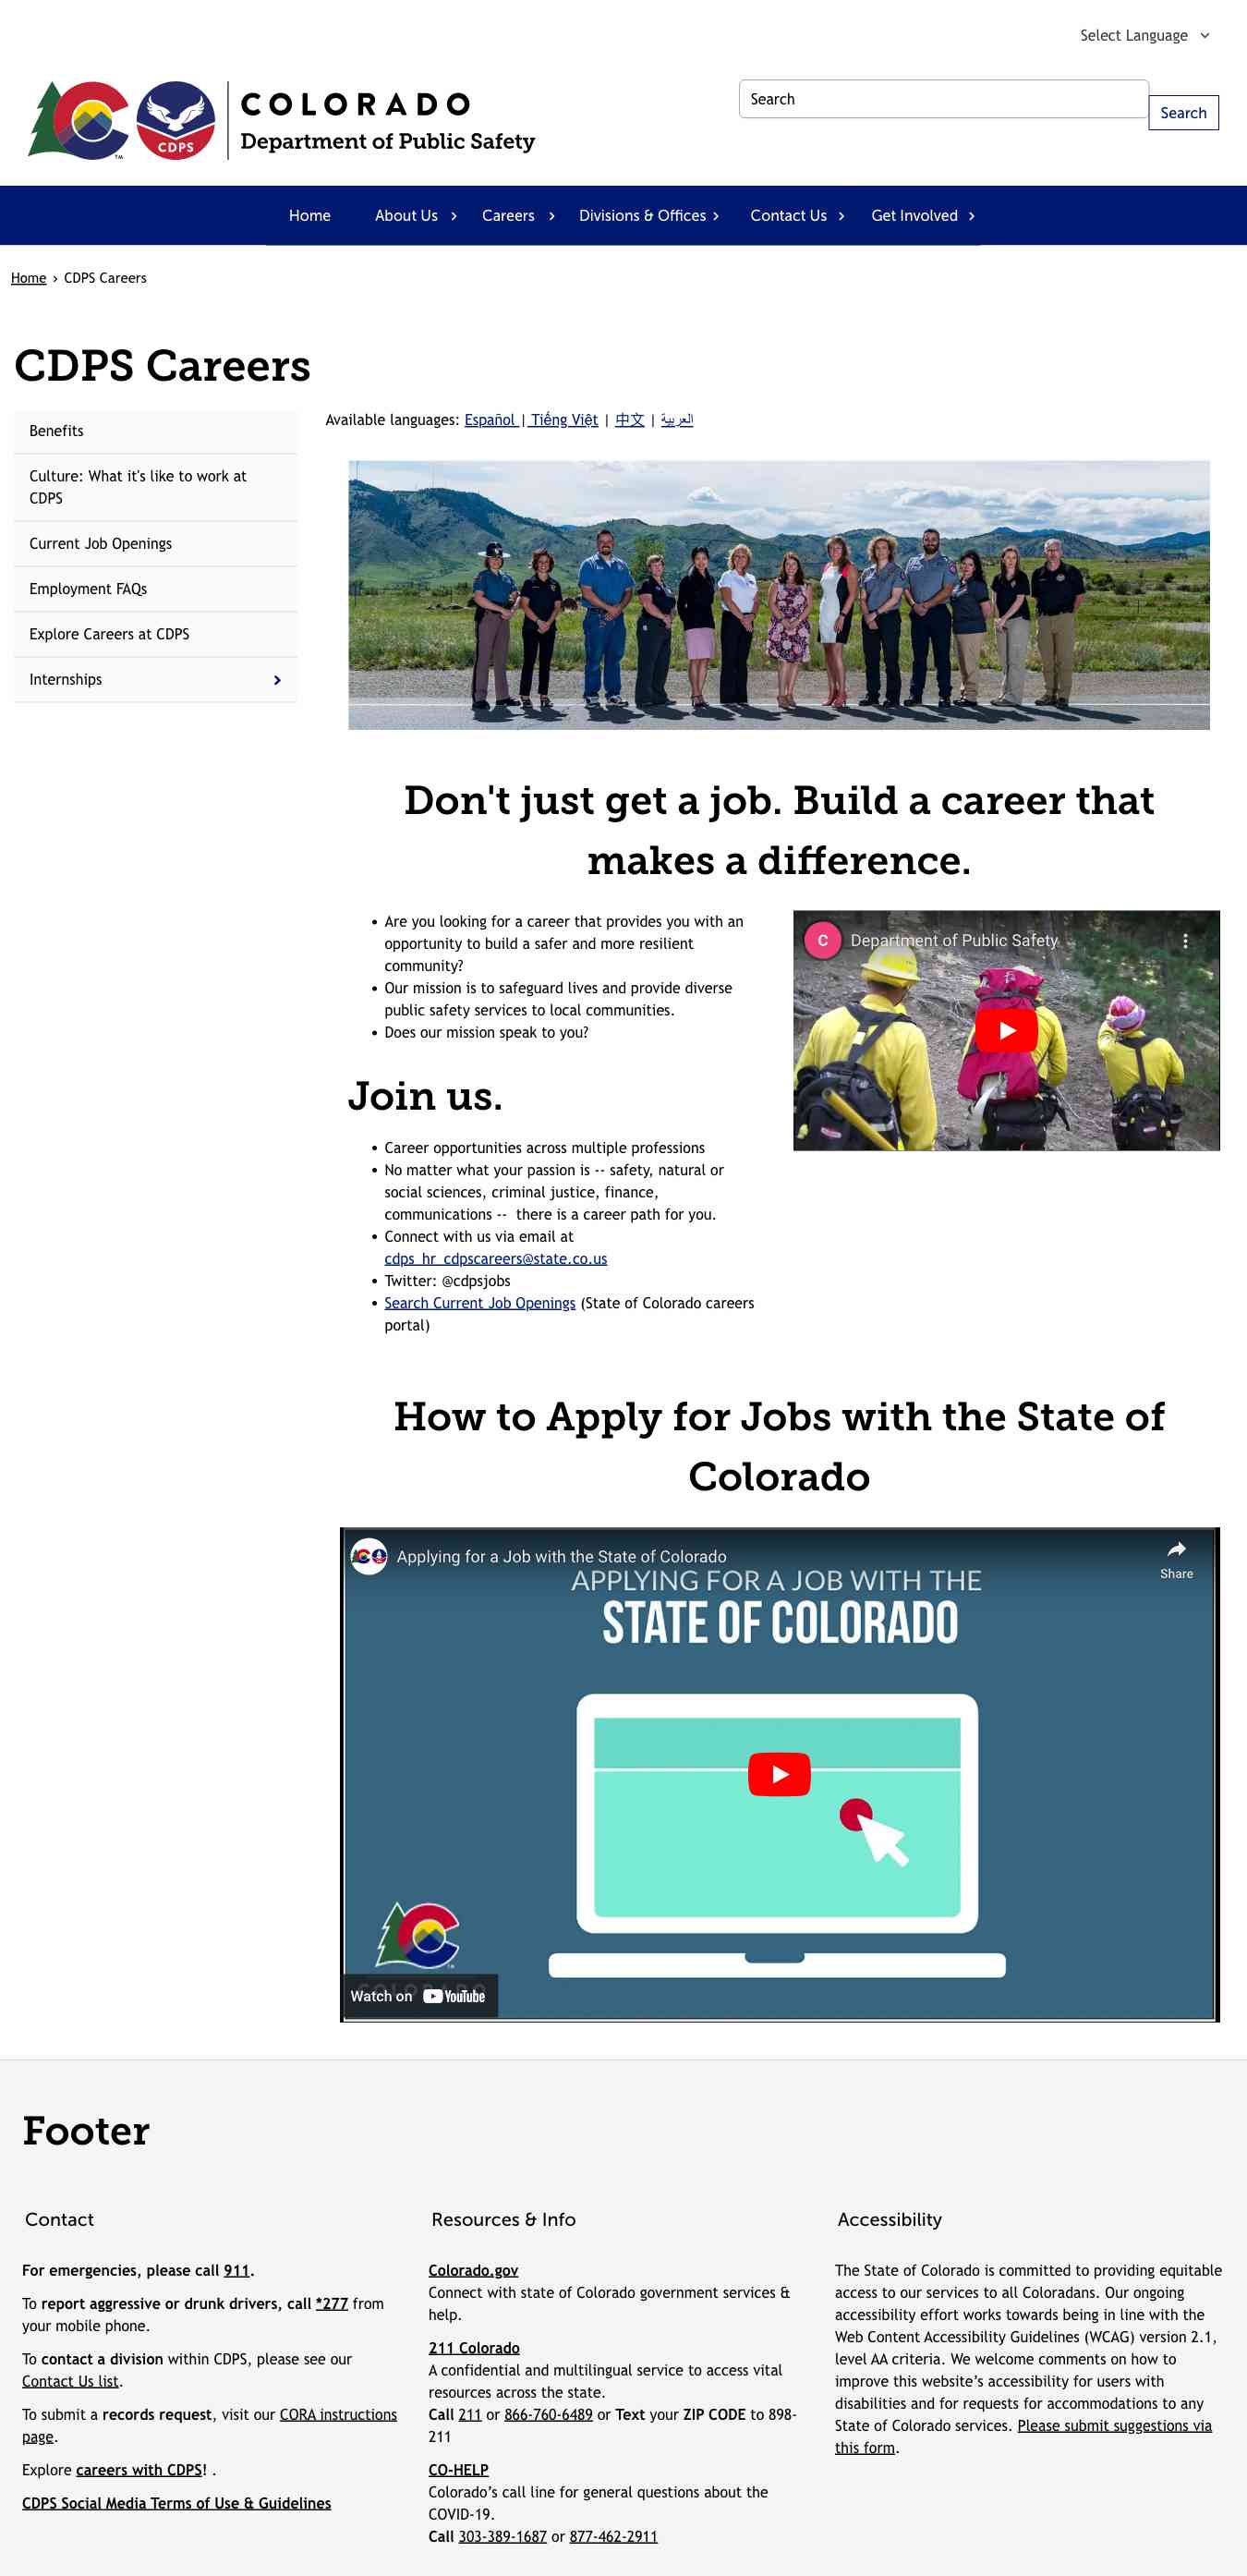 Select Language
COLORADO
Department of Public Safety
CDPS
TM
Search
Search
Home
About Us
Careers
Divisions & Offices
Contact Us
Get Involved
Home › CDPS Careers
CDPS Careers
Benefits
Culture: What it's like to work at
CDPS
Current Job Openings
Employment FAQs
Explore Careers at CDPS
Internships
Available languages: Español | Tiếng Việt | 中文 | العربية
Don't just get a job. Build a career that
makes a difference.
• Are you looking for a career that provides you with an
opportunity to build a safer and more resilient
community?
• Our mission is to safeguard lives and provide diverse
public safety services to local communities.
• Does our mission speak to you?
C Department of Public Safety
Join us.
• Career opportunities across multiple professions
• No matter what your passion is -- safety, natural or
social sciences, criminal justice, finance,
communications -- there is a career path for you.
• Connect with us via email at
cdps_hr_cdpscareers@state.co.us
• Twitter: @cdpsjobs
• Search Current Job Openings (State of Colorado careers
portal)
How to Apply for Jobs with the State of
Colorado
Applying for a Job with the State of Colorado
Share
APPLYING FOR A JOB WITH THE
STATE OF COLORADO
COLORADO
Watch on YouTube
Footer
Contact
For emergencies, please call 911.
To report aggressive or drunk drivers, call *277 from
your mobile phone.
To contact a division within CDPS, please see our
Contact Us list.
To submit a records request, visit our CORA instructions
page.
Explore careers with CDPS! .
CDPS Social Media Terms of Use & Guidelines
Resources & Info
Colorado.gov
Connect with state of Colorado government services &
help.
211 Colorado
A confidential and multilingual service to access vital
resources across the state.
Call 211 or 866-760-6489 or Text your ZIP CODE to 898-
211
CO-HELP
Colorado’s call line for general questions about the
COVID-19.
Call 303-389-1687 or 877-462-2911
Accessibility
The State of Colorado is committed to providing equitable
access to our services to all Coloradans. Our ongoing
accessibility effort works towards being in line with the
Web Content Accessibility Guidelines (WCAG) version 2.1,
level AA criteria. We welcome comments on how to
improve this website’s accessibility for users with
disabilities and for requests for accommodations to any
State of Colorado services. Please submit suggestions via
this form.